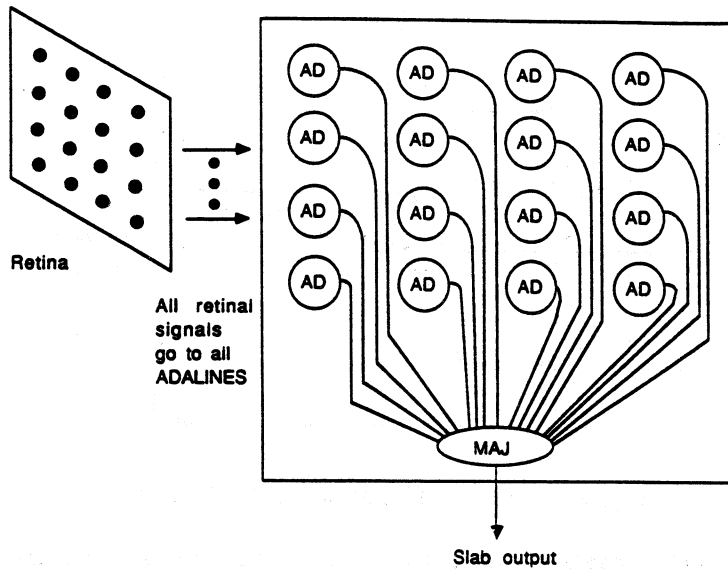 AD AD AD AD
AD AD AD AD
AD AD AD AD
AD AD AD AD
Retina
All retinal
signals
go to all
ADALINES
MAJ
Slab output